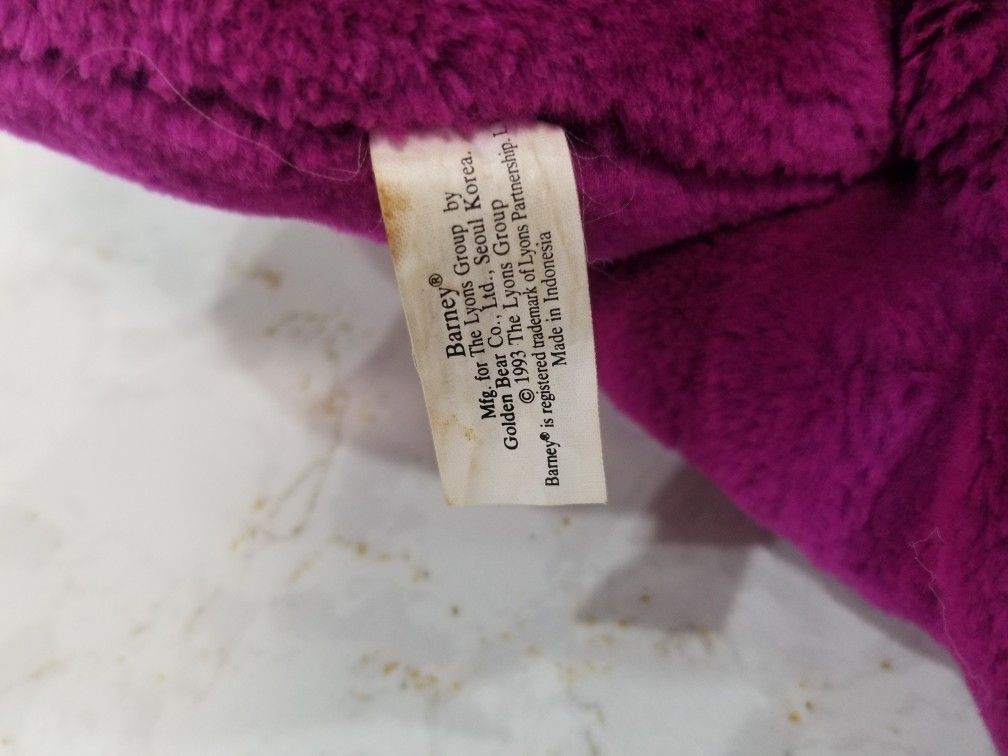 Barney®
Mfg. for The Lyons Group by
Golden Bear Co., Ltd., Seoul Korea.
© 1993 The Lyons Group
Barney® is registered trademark of Lyons Partnership. L
Made in Indonesia